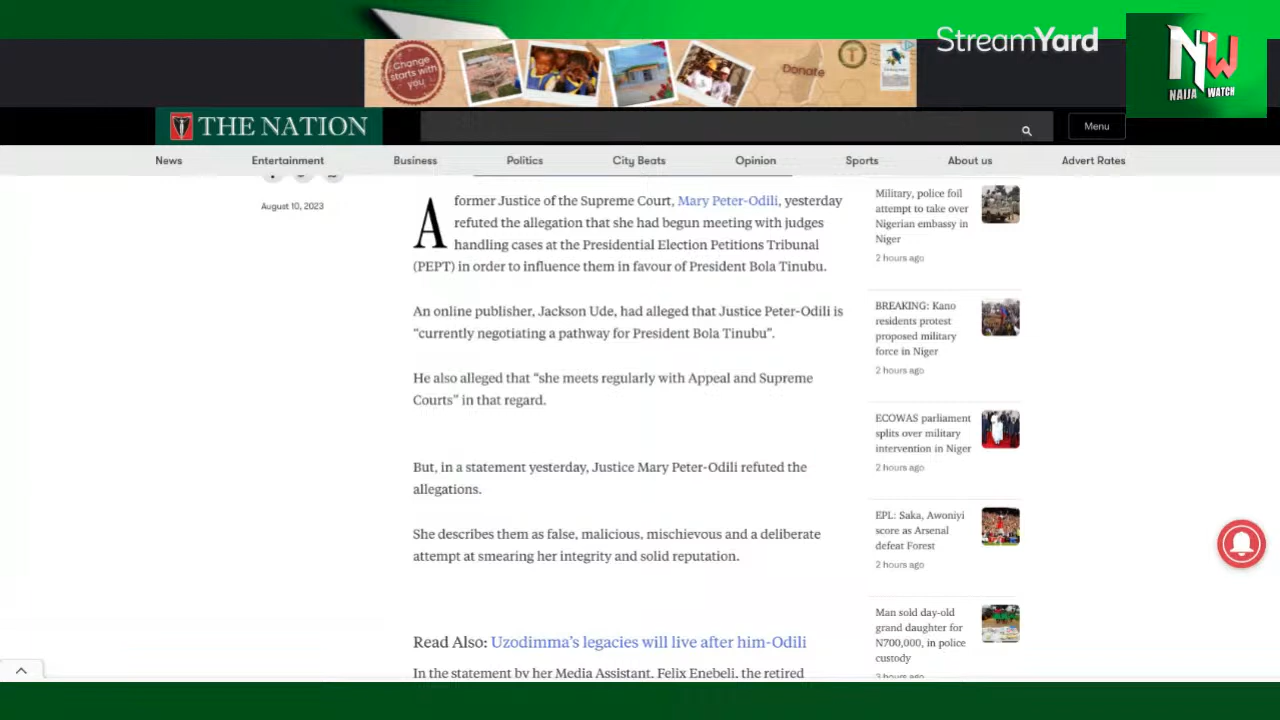 StreamYard
NW
NAIJA WATCH
Change
starts with
you
Donate
THE NATION
Menu
News
Entertainment
Business
Politics
City Beats
Opinion
Sports
About us
Advert Rates
August 10, 2023
A former Justice of the Supreme Court, Mary Peter-Odili, yesterday
refuted the allegation that she had begun meeting with judges
handling cases at the Presidential Election Petitions Tribunal
(PEPT) in order to influence them in favour of President Bola Tinubu.
An online publisher, Jackson Ude, had alleged that Justice Peter-Odili is
“currently negotiating a pathway for President Bola Tinubu”.
He also alleged that “she meets regularly with Appeal and Supreme
Courts” in that regard.
But, in a statement yesterday, Justice Mary Peter-Odili refuted the
allegations.
She describes them as false, malicious, mischievous and a deliberate
attempt at smearing her integrity and solid reputation.
Read Also: Uzodimma’s legacies will live after him-Odili
In the statement by her Media Assistant, Felix Enebeli, the retired
Military, police foil
attempt to take over
Nigerian embassy in
Niger
2 hours ago
BREAKING: Kano
residents protest
proposed military
force in Niger
2 hours ago
ECOWAS parliament
splits over military
intervention in Niger
2 hours ago
EPL: Saka, Awoniyi
score as Arsenal
defeat Forest
2 hours ago
Man sold day-old
grand daughter for
N700,000, in police
custody
3 hours ago